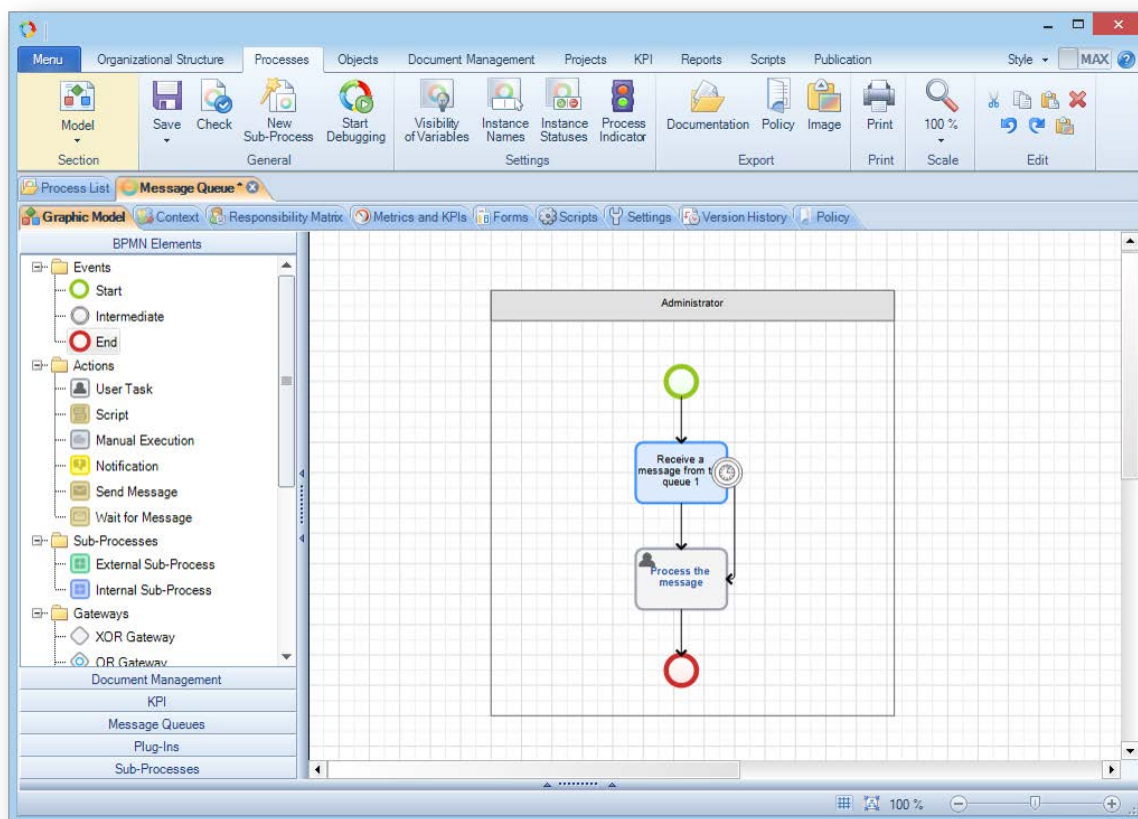 Menu Organizational Structure Processes Objects Document Management Projects KPI Reports Scripts Publication Style MAX
Model
Section
Save
Check
New
Sub-Process
Start
Debugging
General
Visibility
of Variables
Instance
Names
Instance
Statuses
Process
Indicator
Settings
Documentation
Policy
Image
Export
Print
Print
100 %
Scale
Edit
Process List Message Queue *
Graphic Model Context Responsibility Matrix Metrics and KPIs Forms Scripts Settings Version History Policy
BPMN Elements
Events
Start
Intermediate
End
Actions
User Task
Script
Manual Execution
Notification
Send Message
Wait for Message
Sub-Processes
External Sub-Process
Internal Sub-Process
Gateways
XOR Gateway
OR Gateway
Document Management
KPI
Message Queues
Plug-Ins
Sub-Processes
Administrator
Receive a
message from
queue 1
Process the
message
100 %